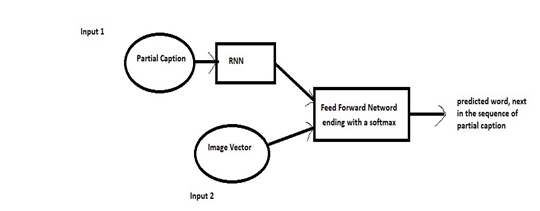 Input 1
Partial Caption
RNN
Feed Forward Netword
ending with a softmax
predicted word, next
in the sequence of
partial caption
Image Vector
Input 2